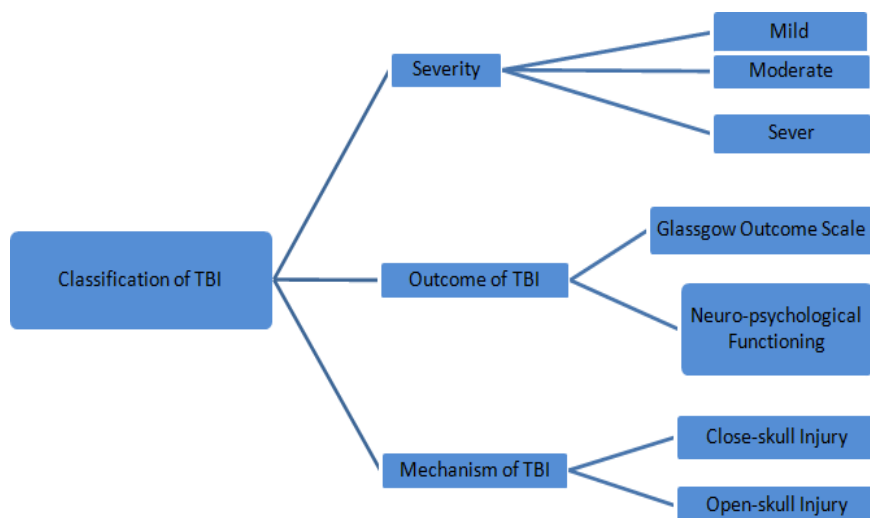 Classification of TBI
Severity
Mild
Moderate
Sever
Outcome of TBI
Glassgow Outcome Scale
Neuro-psychological
Functioning
Mechanism of TBI
Close-skull Injury
Open-skull Injury